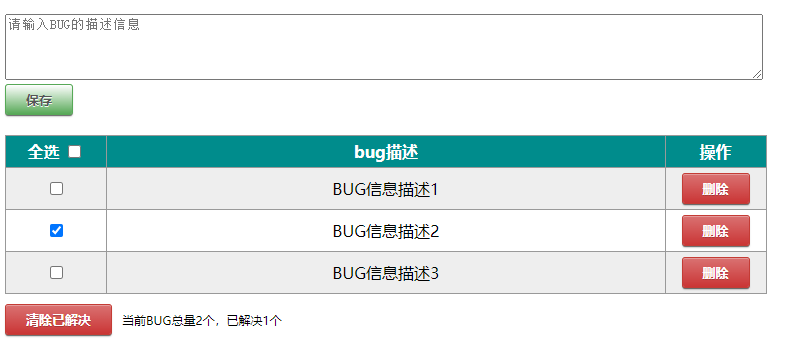 请输入BUG的描述信息
保存
全选 bug描述 操作
BUG信息描述1 删除
BUG信息描述2 删除
BUG信息描述3 删除
清除已解决 当前BUG总量2个，已解决1个